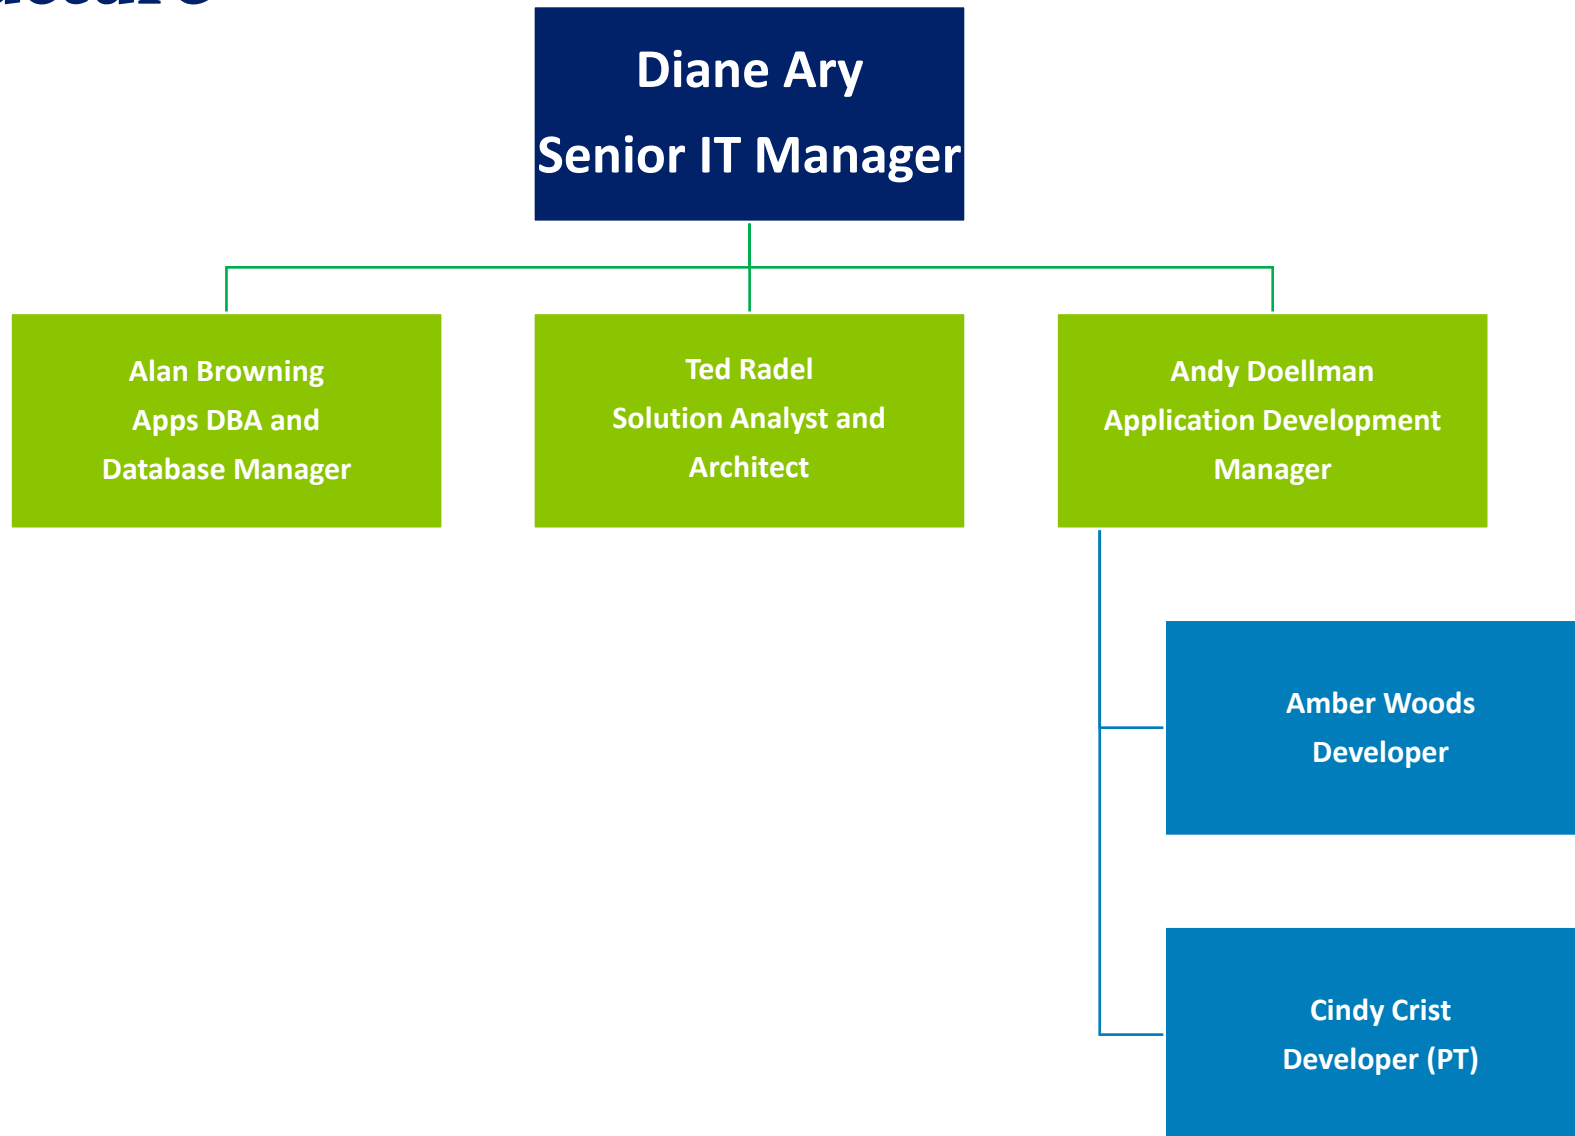 Diane Ary
Senior IT Manager
Alan Browning
Apps DBA and
Database Manager
Ted Radel
Solution Analyst and
Architect
Andy Doellman
Application Development
Manager
Amber Woods
Developer
Cindy Crist
Developer (PT)